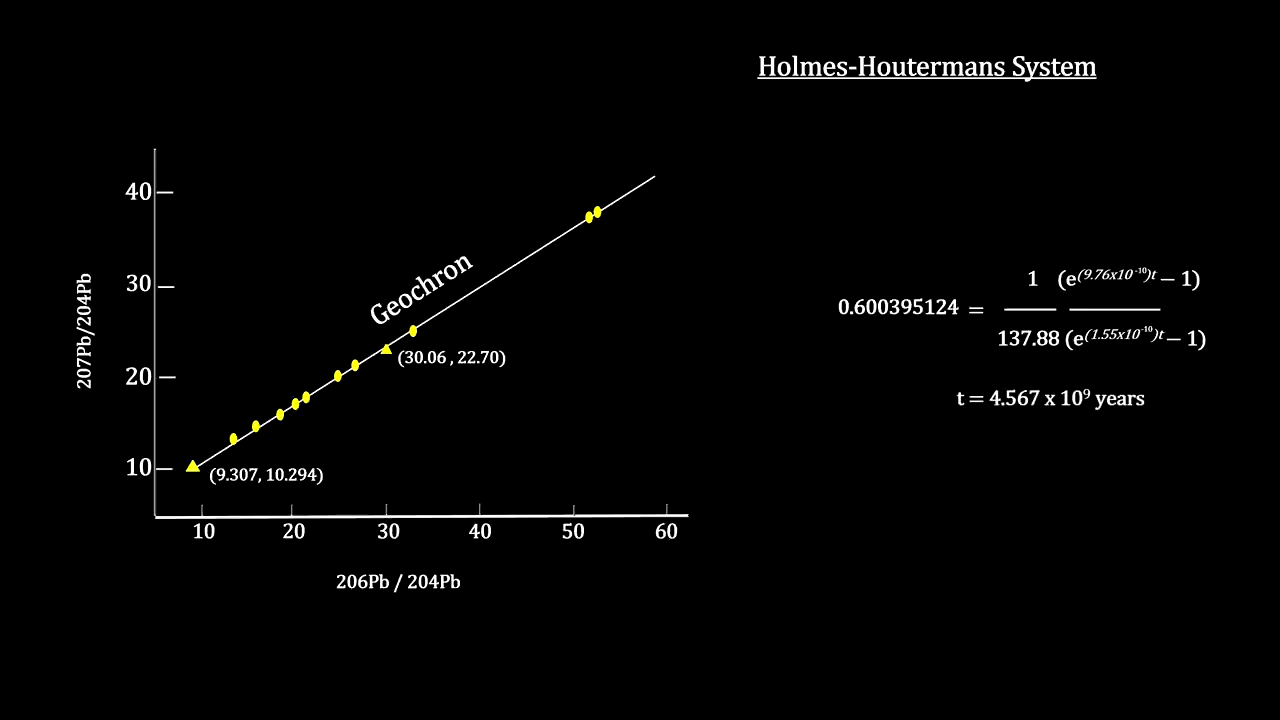 Holmes-Houtermans System
40
30
20
10
207Pb/204Pb
Geochron
(30.06 , 22.70)
(9.307, 10.294)
10 20 30 40 50 60
206Pb / 204Pb
1 (e^(9.76x10^-10)t – 1)
0.600395124 =
137.88 (e^(1.55x10^-10)t – 1)
t = 4.567 x 10⁹ years